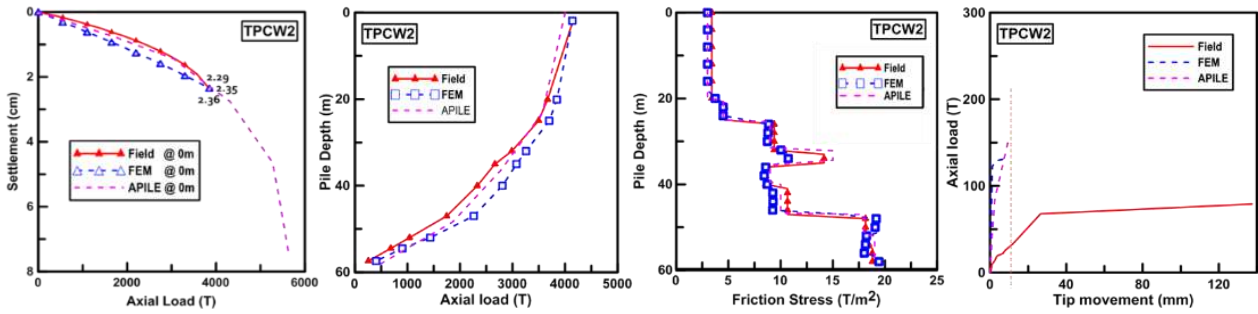 0
2
4
6
8
Settlement (cm)
TPCW2
2.29
2.35
2.36
Field @ 0m
FEM @ 0m
APILE @ 0m
0 2000 4000 6000
Axial Load (T)
0
20
40
60
Pile Depth (m)
TPCW2
Field
FEM
APILE
0 1000 2000 3000 4000 5000
Axial load (T)
0
20
40
60
Pile Depth (m)
TPCW2
Field
FEM
APILE
0 5 10 15 20 25
Friction Stress (T/m2)
300
200
100
0
Axial load (T)
TPCW2
Field
FEM
APILE
0 40 80 120
Tip movement (mm)